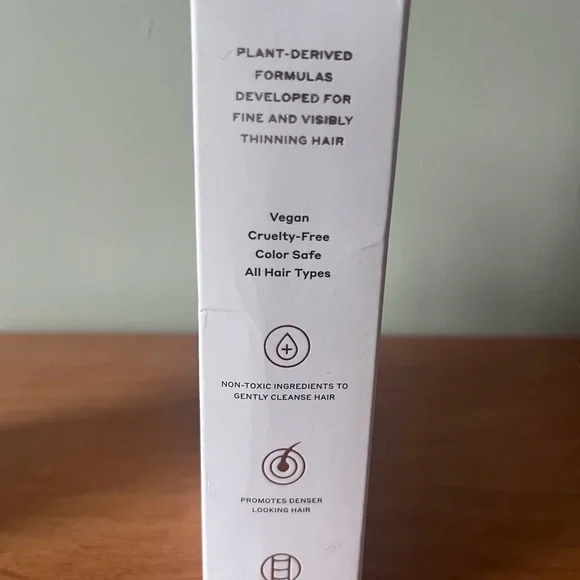 PLANT-DERIVED
FORMULAS
DEVELOPED FOR
FINE AND VISIBLY
THINNING HAIR
Vegan
Cruelty-Free
Color Safe
All Hair Types
NON-TOXIC INGREDIENTS TO
GENTLY CLEANSE HAIR
PROMOTES DENSER
LOOKING HAIR